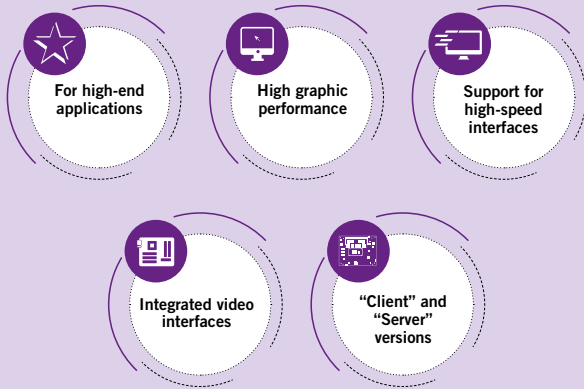 For high-end
applications
High graphic
performance
Support for
high-speed
interfaces
Integrated video
interfaces
“Client” and
“Server”
versions